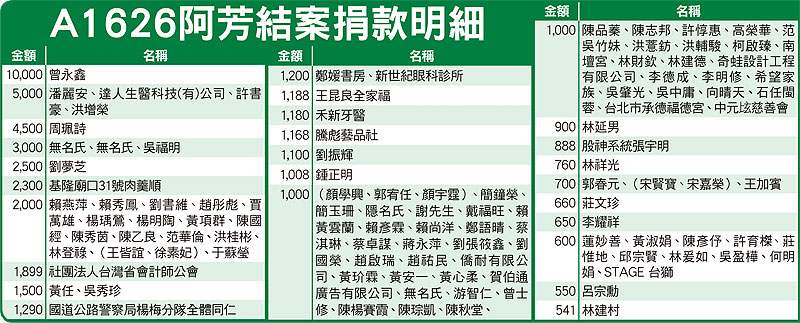 A1626阿芳結案捐款明細
金額 名稱
10,000 曾永鑫
5,000 潘麗安、達人生醫科技(有)公司、許書
豪、洪增榮
4,500 周珮詩
3,000 無名氏、無名氏、吳福明
2,500 劉夢芝
2,300 基隆廟口31號肉羹順
2,000 賴燕萍、賴秀鳳、劉書維、趙彤彪、賈
萬雄、楊瑀鶯、楊明陶、黃項群、陳國
經、陳秀茵、陳乙良、范華倫、洪桂彬、
林登祿、(王皆誼、徐素妃)、于蘇瑩
1,899 社團法人台灣省會計師公會
1,500 黃任、吳秀珍
1,290 國道公路警察局楊梅分隊全體同仁
金額 名稱
1,200 鄭媛書房、新世紀眼科診所
1,188 王昆良全家福
1,180 禾新牙醫
1,168 騰彪藝品社
1,100 劉振輝
1,008 鍾正明
1,000 (顏學興、郭宥任、顏宇霆)、簡鐘榮、
簡玉珊、隱名氏、謝先生、戴福旺、賴
黃雲蘭、賴彥霖、賴尚洋、鄭語晴、蔡
淇琳、蔡卓謀、蔣永萍、劉張筱鑫、劉
國榮、趙啟瑞、趙祐民、僑耐有限公
司、黃玠霖、黃安一、黃心柔、賀伯通
廣告有限公司、無名氏、游智仁、曾士
修、陳楊賽霞、陳琮凱、陳秋堂、
金額 名稱
1,000 陳品蓁、陳志邦、許惇惠、高榮華、范
吳竹妹、洪薏銡、洪輔駿、柯啟臻、南
壇宮、林財欽、林建德、奇蛙設計工程
有限公司、李德成、李明修、希望家
族、吳肇光、吳中庸、向晴天、石任閩
蓉、台北市承德福德宮、中元坑慈善會
900 林延男
888 股神系統張宇明
760 林祥光
700 郭春元、(宋賢寶、宋嘉榮)、王加賓
660 莊文珍
650 李耀祥
600 蓮妙善、黃淑娟、陳彥伃、許育榤、莊
惟地、邱宗賢、林爰如、吳盈樺、何明
娟、STAGE 台獅
550 呂宗勳
541 林建村